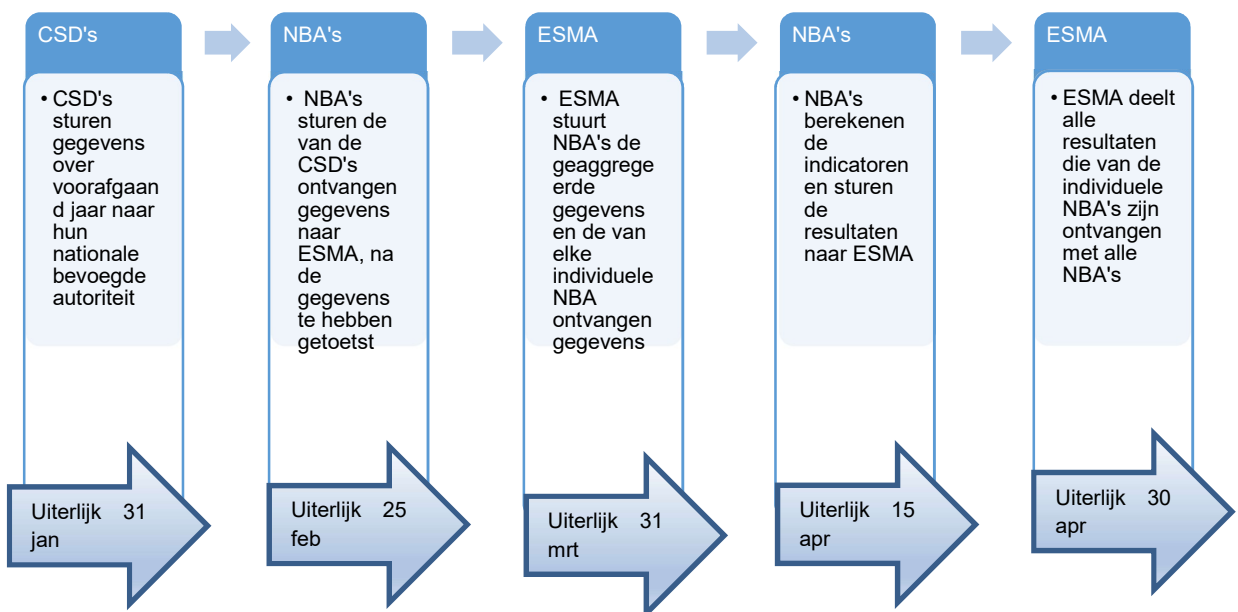 CSD's
• CSD's
sturen
gegevens
over
voorafgaan
d jaar naar
hun
nationale
bevoegde
autoriteit
Uiterlijk 31
jan
NBA's
• NBA's
sturen de
van de
CSD's
ontvangen
gegevens
naar
ESMA, na
de
gegevens
te hebben
getoetst
Uiterlijk 25
feb
ESMA
• ESMA
stuurt
NBA's de
geaggrege
erde
gegevens
en de van
elke
individuele
NBA
ontvangen
gegevens
Uiterlijk 31
mrt
NBA's
• NBA's
berekenen
de
indicatoren
en sturen
de
resultaten
naar ESMA
Uiterlijk 15
apr
ESMA
• ESMA deelt
alle
resultaten
die van de
individuele
NBA's zijn
ontvangen
met alle
NBA's
Uiterlijk 30
apr